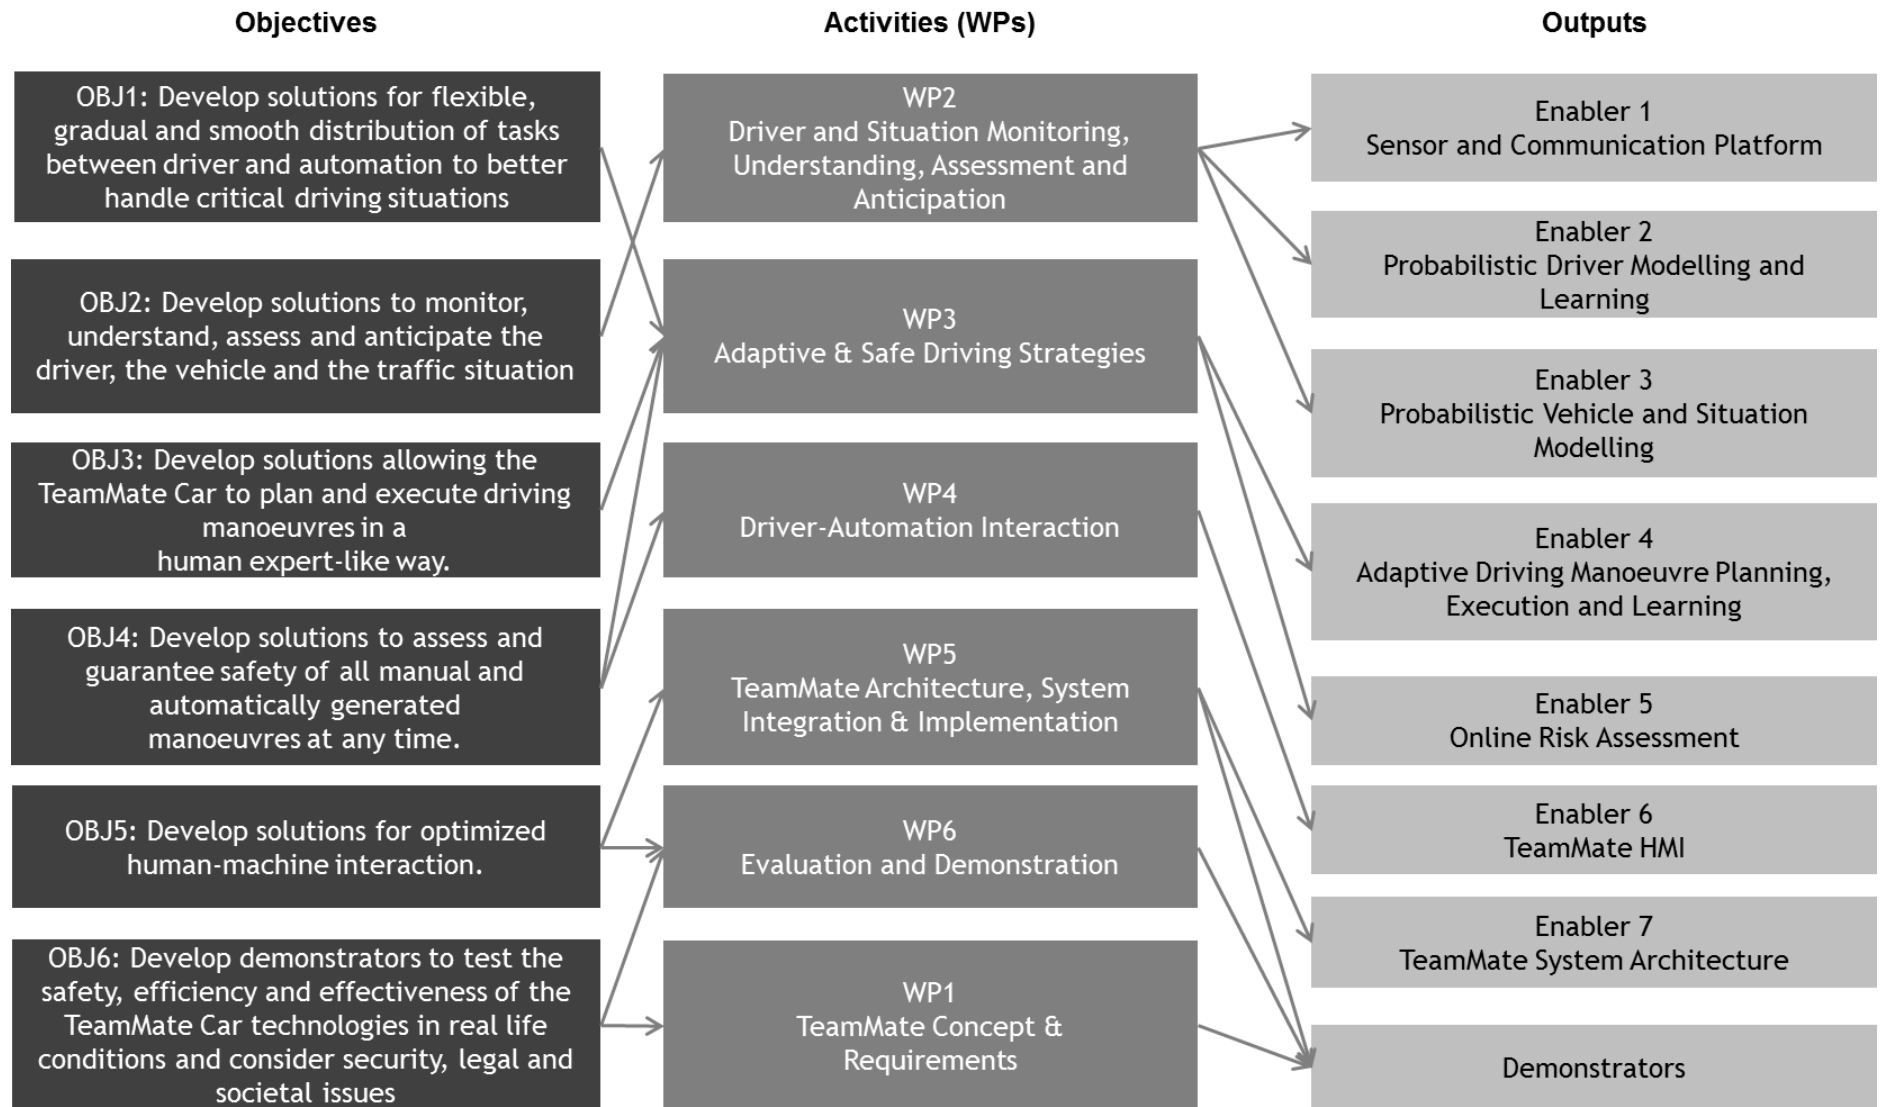 Objectives
Activities (WPs)
Outputs
OBJ1: Develop solutions for flexible,
gradual and smooth distribution of tasks
between driver and automation to better
handle critical driving situations
OBJ2: Develop solutions to monitor,
understand, assess and anticipate the
driver, the vehicle and the traffic situation
OBJ3: Develop solutions allowing the
TeamMate Car to plan and execute driving
manoeuvres in a
human expert-like way.
OBJ4: Develop solutions to assess and
guarantee safety of all manual and
automatically generated
manoeuvres at any time.
OBJ5: Develop solutions for optimized
human-machine interaction.
OBJ6: Develop demonstrators to test the
safety, efficiency and effectiveness of the
TeamMate Car technologies in real life
conditions and consider security, legal and
societal issues
WP2
Driver and Situation Monitoring,
Understanding, Assessment and
Anticipation
WP3
Adaptive & Safe Driving Strategies
WP4
Driver-Automation Interaction
WP5
TeamMate Architecture, System
Integration & Implementation
WP6
Evaluation and Demonstration
WP1
TeamMate Concept &
Requirements
Enabler 1
Sensor and Communication Platform
Enabler 2
Probabilistic Driver Modelling and
Learning
Enabler 3
Probabilistic Vehicle and Situation
Modelling
Enabler 4
Adaptive Driving Manoeuvre Planning,
Execution and Learning
Enabler 5
Online Risk Assessment
Enabler 6
TeamMate HMI
Enabler 7
TeamMate System Architecture
Demonstrators